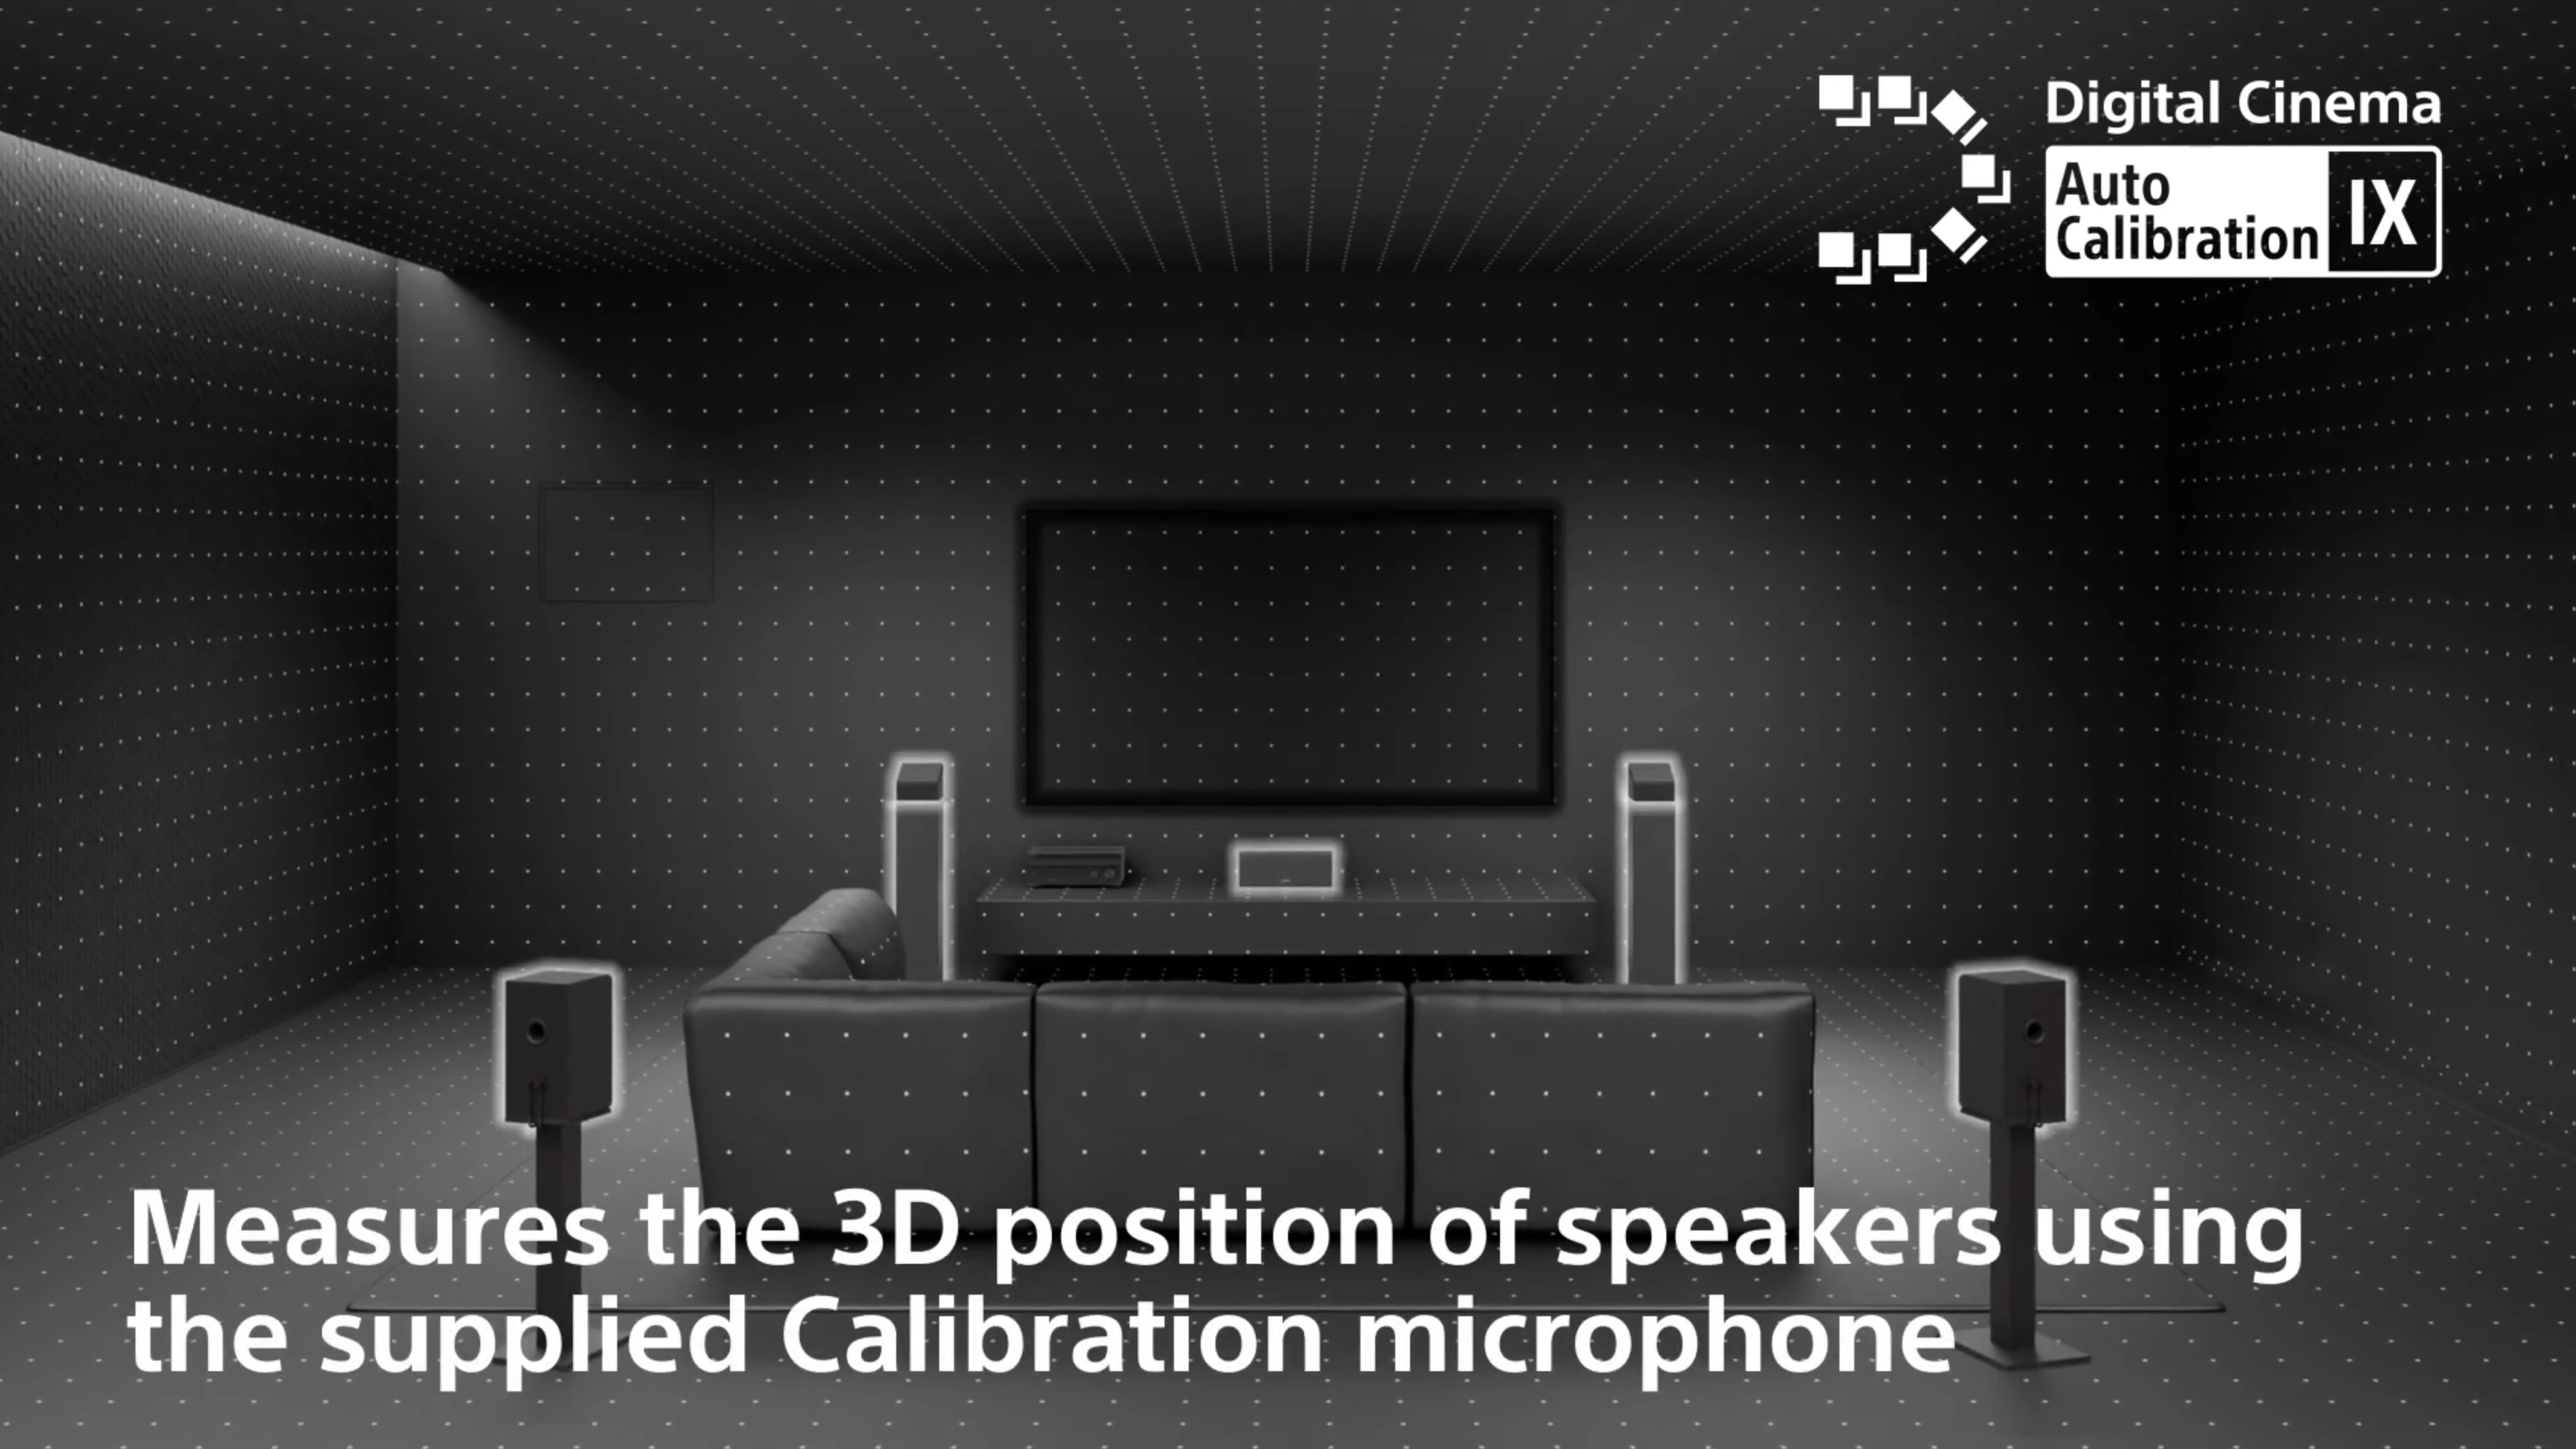 Digital Cinema
Auto
Calibration
IX
Measures the 3D position of speakers using
the supplied Calibration microphone